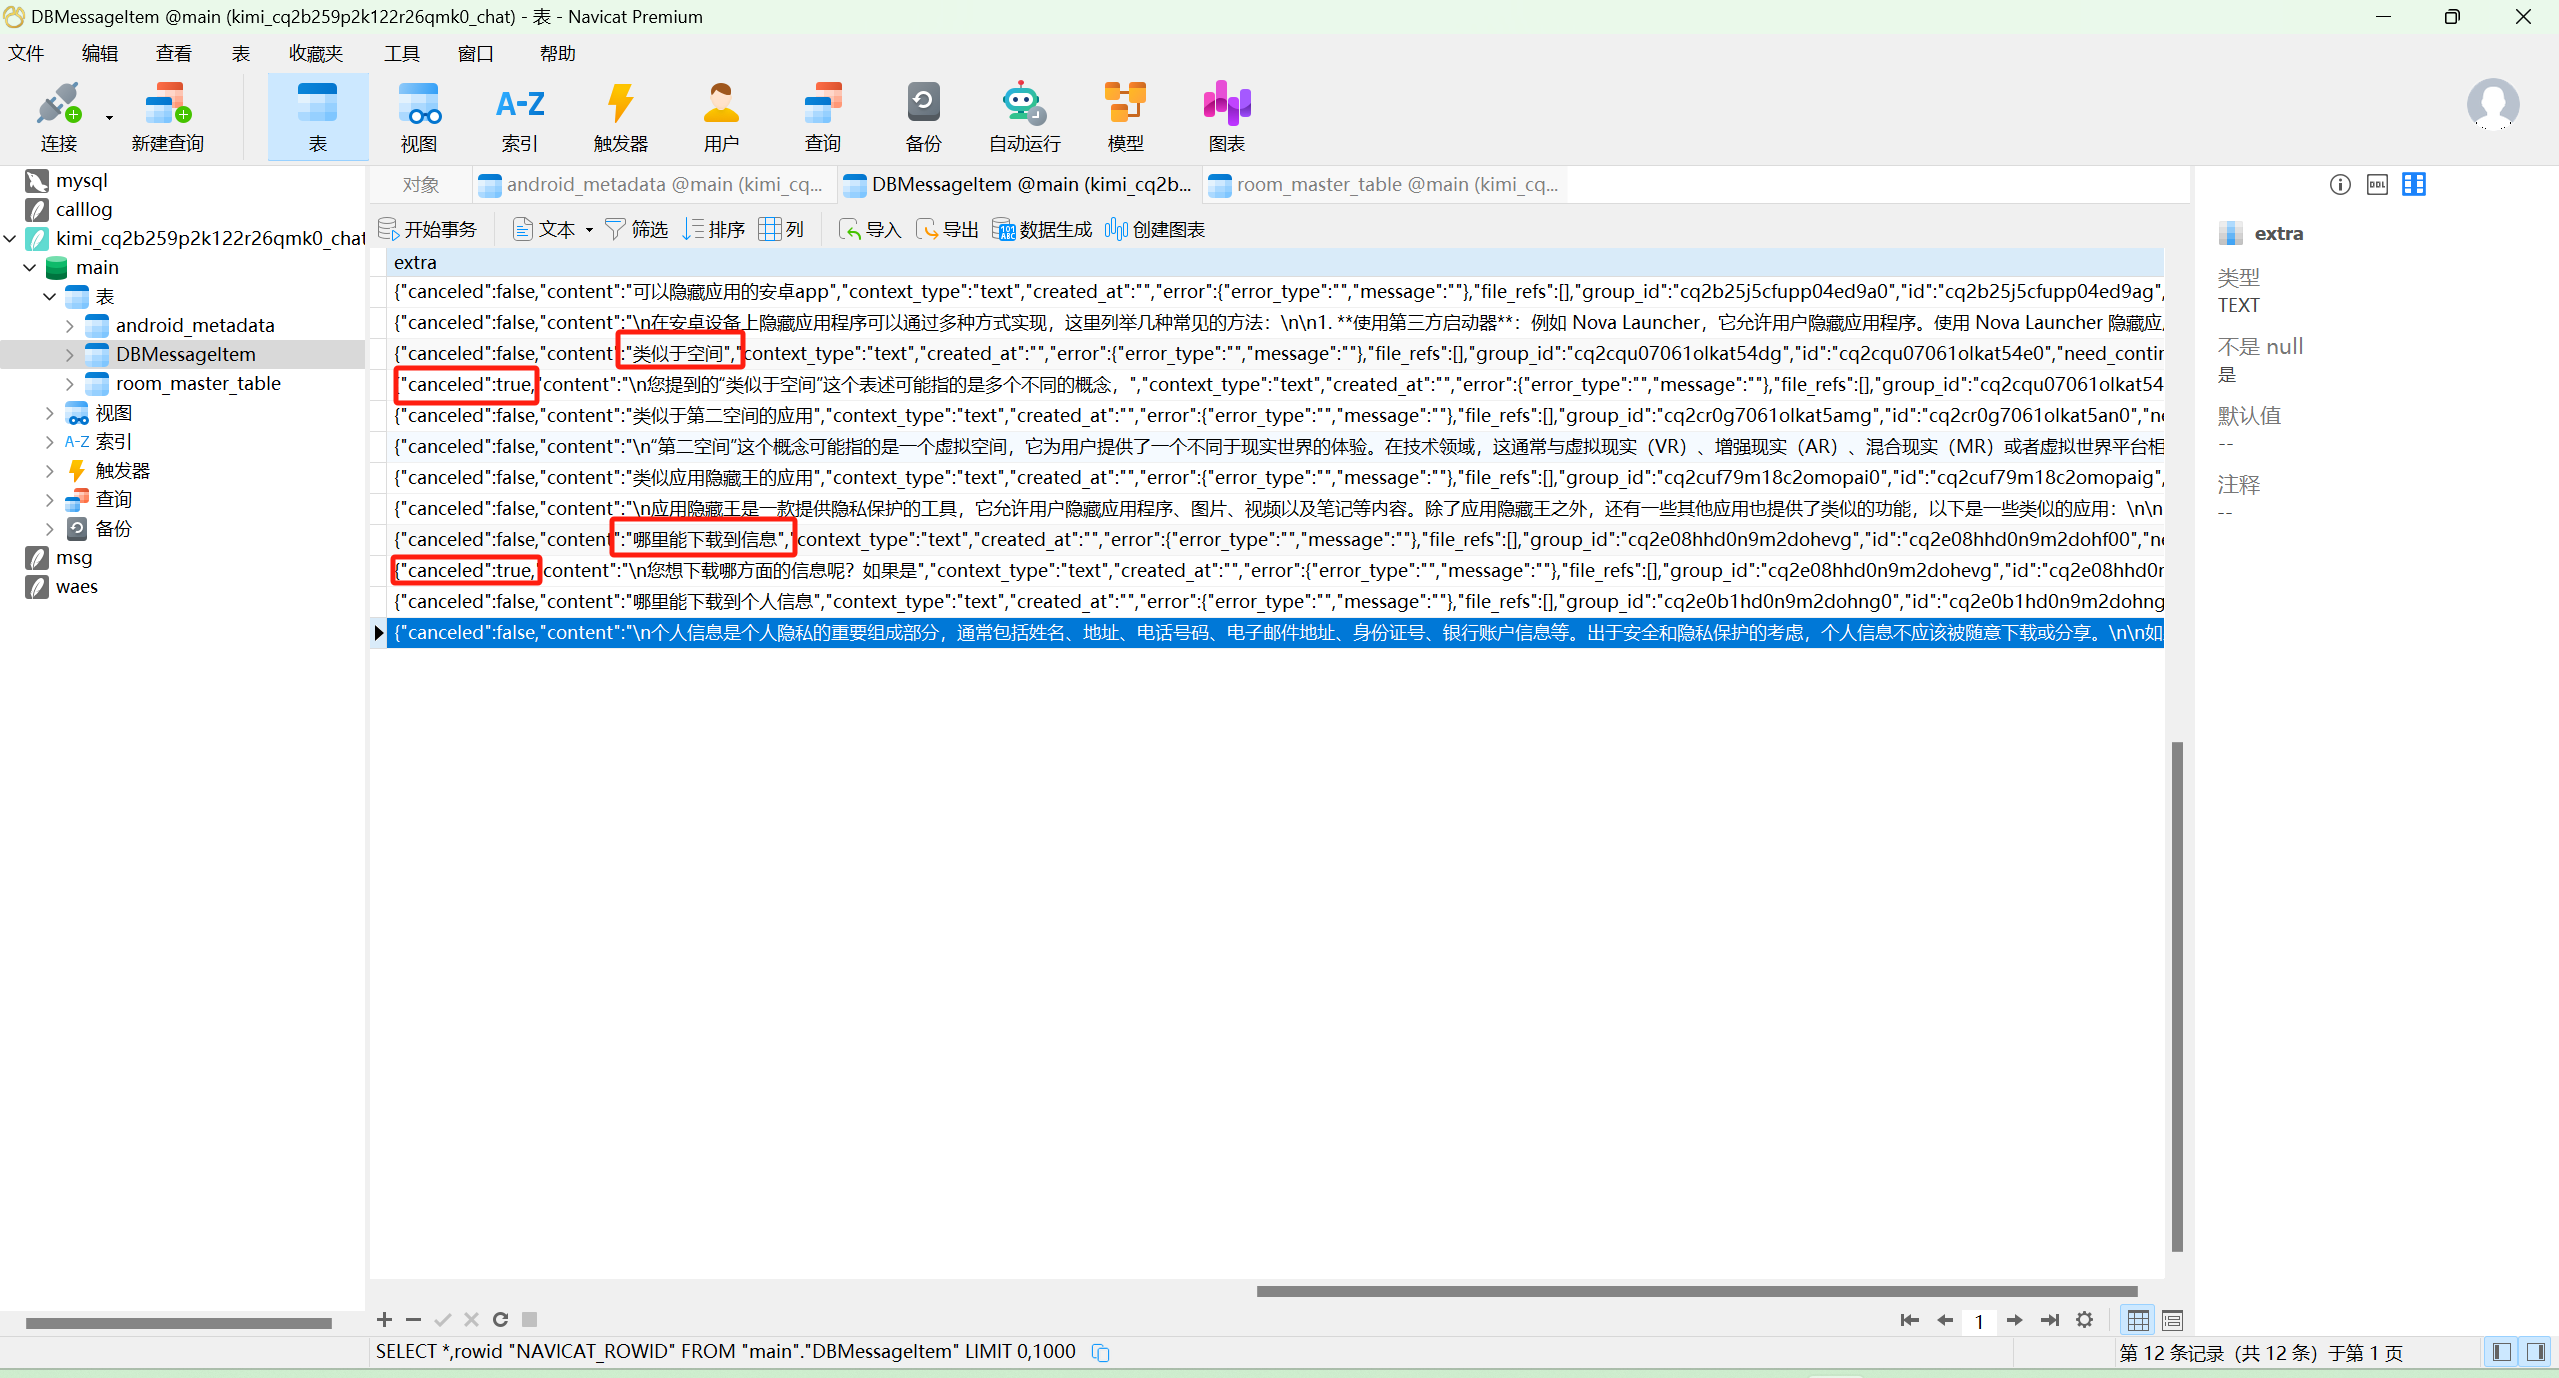 DBMessageItem @main (kimi_cq2b259p2k122r26qmk0_chat) - 表 - Navicat Premium
文件 编辑 查看 表 收藏夹 工具 窗口 帮助
连接 新建查询 表 视图 A-Z 索引 触发器 用户 查询 备份 自动运行 模型 图表
mysql
calllog
kimi_cq2b259p2k122r26qmk0_chat
main
表
android_metadata
DBMessageItem
room_master_table
视图
A-Z 索引
触发器
查询
备份
msg
waes
对象 android_metadata @main (kimi_cq... DBMessageItem @main (kimi_cq2b... room_master_table @main (kimi_cq...
开始事务 文本 筛选 排序 列 导入 导出 数据生成 创建图表
extra
{"canceled":false,"content":"可以隐藏应用的安卓app","context_type":"text","created_at":"","error":{"error_type":"","message":""},"file_refs":[],"group_id":"cq2b25j5cfupp04ed9a0","id":"cq2b25j5cfupp04ed9ag",
{"canceled":false,"content":"\n在安卓设备上隐藏应用程序可以通过多种方式实现，这里列举几种常见的方法：\n\n1. **使用第三方启动器**：例如 Nova Launcher，它允许用户隐藏应用程序。使用 Nova Launcher 隐藏应
{"canceled":false,"content":"类似于空间","context_type":"text","created_at":"","error":{"error_type":"","message":""},"file_refs":[],"group_id":"cq2cqu07061olkat54dg","id":"cq2cqu07061olkat54e0","need_contin
{"canceled":true,"content":"\n您提到的“类似于空间”这个表述可能指的是多个不同的概念，","context_type":"text","created_at":"","error":{"error_type":"","message":""},"file_refs":[],"group_id":"cq2cqu07061olkat54
{"canceled":false,"content":"类似于第二空间的应用","context_type":"text","created_at":"","error":{"error_type":"","message":""},"file_refs":[],"group_id":"cq2cr0g7061olkat5amg","id":"cq2cr0g7061olkat5an0","ne
{"canceled":false,"content":"\n“第二空间”这个概念可能指的是一个虚拟空间，它为用户提供了一个不同于现实世界的体验。在技术领域，这通常与虚拟现实（VR）、增强现实（AR）、混合现实（MR）或者虚拟世界平台相
{"canceled":false,"content":"类似应用隐藏王的应用","context_type":"text","created_at":"","error":{"error_type":"","message":""},"file_refs":[],"group_id":"cq2cuf79m18c2omopai0","id":"cq2cuf79m18c2omopaig",
{"canceled":false,"content":"\n应用隐藏王是一款提供隐私保护的工具，它允许用户隐藏应用程序、图片、视频以及笔记等内容。除了应用隐藏王之外，还有一些其他应用也提供了类似的功能，以下是一些类似的应用：\n\n
{"canceled":false,"content":"哪里能下载到信息","context_type":"text","created_at":"","error":{"error_type":"","message":""},"file_refs":[],"group_id":"cq2e08hhd0n9m2dohevg","id":"cq2e08hhd0n9m2dohf00","ne
{"canceled":true,"content":"\n您想下载哪方面的信息呢？如果是","context_type":"text","created_at":"","error":{"error_type":"","message":""},"file_refs":[],"group_id":"cq2e08hhd0n9m2dohevg","id":"cq2e08hhd0n
{"canceled":false,"content":"哪里能下载到个人信息","context_type":"text","created_at":"","error":{"error_type":"","message":""},"file_refs":[],"group_id":"cq2e0b1hd0n9m2dohng0","id":"cq2e0b1hd0n9m2dohng
{"canceled":false,"content":"\n个人信息是个人隐私的重要组成部分，通常包括姓名、地址、电话号码、电子邮件地址、身份证号、银行账户信息等。出于安全和隐私保护的考虑，个人信息不应该被随意下载或分享。\n\n如
DDL
extra
类型
TEXT
不是 null
是
默认值
--
注释
--
1
SELECT *,rowid "NAVICAT_ROWID" FROM "main"."DBMessageItem" LIMIT 0,1000
第 12 条记录（共 12 条）于第 1 页